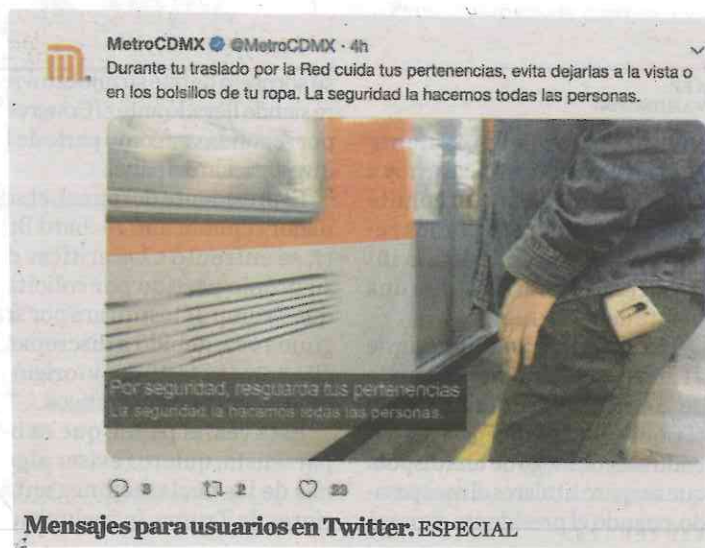 MetroCDMX @MetroCDMX · 4h
Durante tu traslado por la Red cuida tus pertenencias, evita dejarlas a la vista o
en los bolsillos de tu ropa. La seguridad la hacemos todas las personas.
Por seguridad, resguarda tus pertenencias
La seguridad la hacemos todas las personas.
3 2 23
Mensajes para usuarios en Twitter. ESPECIAL